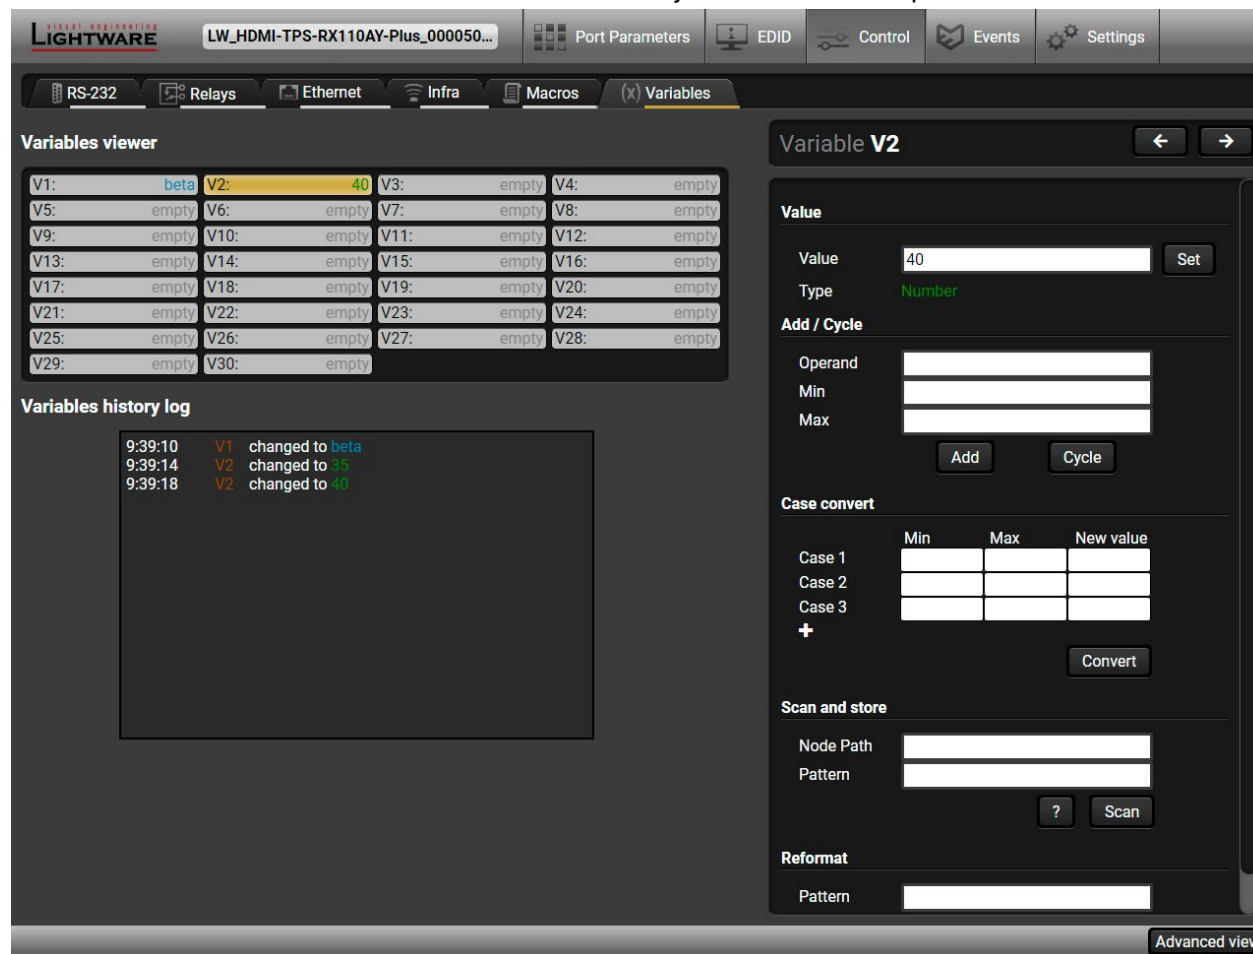 visual engineering
LIGHTWARE LW_HDMI-TPS-RX110AY-Plus_000050... Port Parameters EDID Control Events Settings
RS-232 Relays Ethernet Infra Macros (x) Variables
Variables viewer
V1: beta V2: 40 V3: empty V4: empty
V5: empty V6: empty V7: empty V8: empty
V9: empty V10: empty V11: empty V12: empty
V13: empty V14: empty V15: empty V16: empty
V17: empty V18: empty V19: empty V20: empty
V21: empty V22: empty V23: empty V24: empty
V25: empty V26: empty V27: empty V28: empty
V29: empty V30: empty
Variables history log
9:39:10 V1 changed to beta
9:39:14 V2 changed to 35
9:39:18 V2 changed to 40
Variable V2
Value
Value 40 Set
Type Number
Add / Cycle
Operand
Min
Max
Add Cycle
Case convert
Min Max New value
Case 1
Case 2
Case 3
Convert
Scan and store
Node Path
Pattern
? Scan
Reformat
Pattern
Advanced view